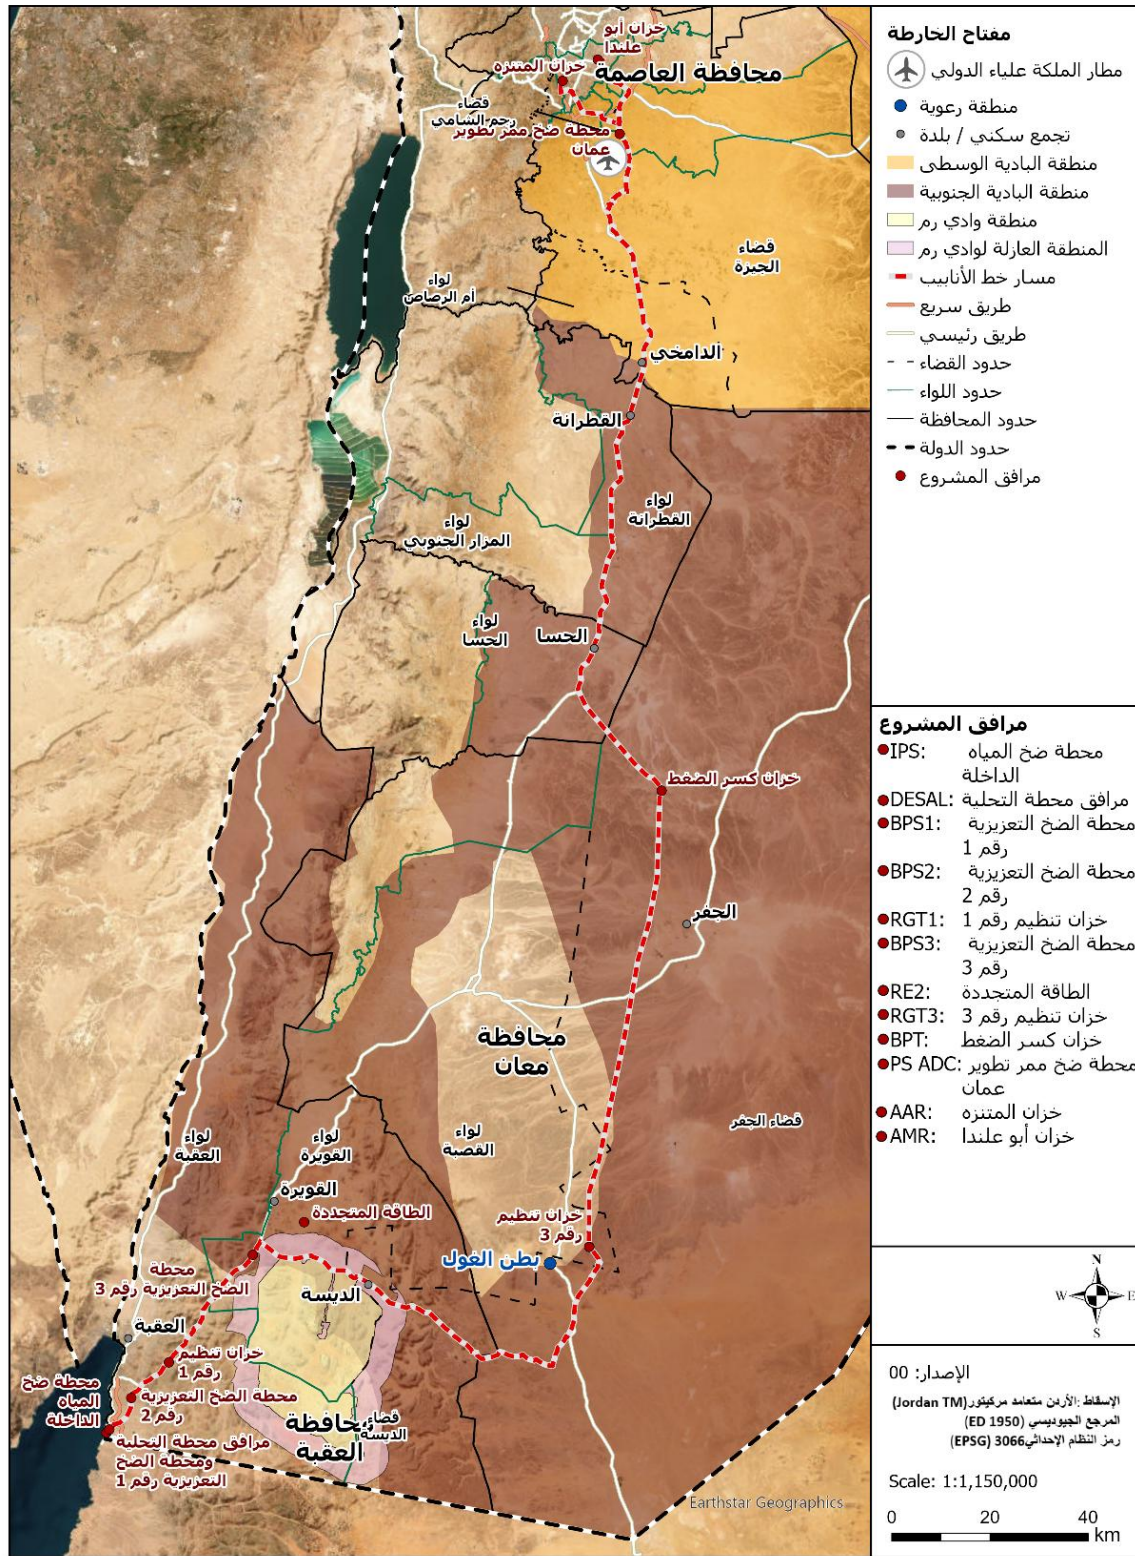 خزان أبو
علندا
خزان المتنزه
محافظة العاصمة
قضاء
رجم الشامي
محطة ضخ ممر تطوير
عمان
قضاء
الجيزة
لواء
أم الرصاص
الدامخي
القطرانة
لواء
القطرانة
لواء
المزار الجنوبي
لواء
الحسا
الحسا
خزان كسر الضغط
الجفر
محافظة
معان
لواء
القصبة
قضاء الجفر
لواء
العقبة
لواء
القويرة
القويرة
الطاقة المتجددة
خزان تنظيم
رقم 3
بطن الغول
محطة
الضخ التعزيزية رقم 3
الديسة
العقبة
خزان تنظيم
رقم 1
محطة ضخ
المياه
الداخلة
محطة الضخ التعزيزية
رقم 2
مرافق محطة التحلية
ومحطة الضخ
التعزيزية رقم 1
محافظة
العقبة
قضاء
الديسة
Earthstar Geographics
مفتاح الخارطة
مطار الملكة علياء الدولي
منطقة رعوية
تجمع سكني / بلدة
منطقة البادية الوسطى
منطقة البادية الجنوبية
منطقة وادي رم
المنطقة العازلة لوادي رم
مسار خط الأنابيب
طريق سريع
طريق رئيسي
حدود القضاء
حدود اللواء
حدود المحافظة
حدود الدولة
مرافق المشروع
مرافق المشروع
IPS: محطة ضخ المياه
الداخلة
DESAL: مرافق محطة التحلية
BPS1: محطة الضخ التعزيزية
رقم 1
BPS2: محطة الضخ التعزيزية
رقم 2
RGT1: خزان تنظيم رقم 1
BPS3: محطة الضخ التعزيزية
رقم 3
RE2: الطاقة المتجددة
RGT3: خزان تنظيم رقم 3
BPT: خزان كسر الضغط
PS ADC: محطة ضخ ممر تطوير
عمان
AAR: خزان المتنزه
AMR: خزان أبو علندا
N
W E
S
الإصدار: 00
الإسقاط :الأردن متعامد مركيتور(Jordan TM)
المرجع الجيوديسي (ED 1950)
رمز النظام الإحداثي3066 (EPSG)
Scale: 1:1,150,000
0 20 40
km